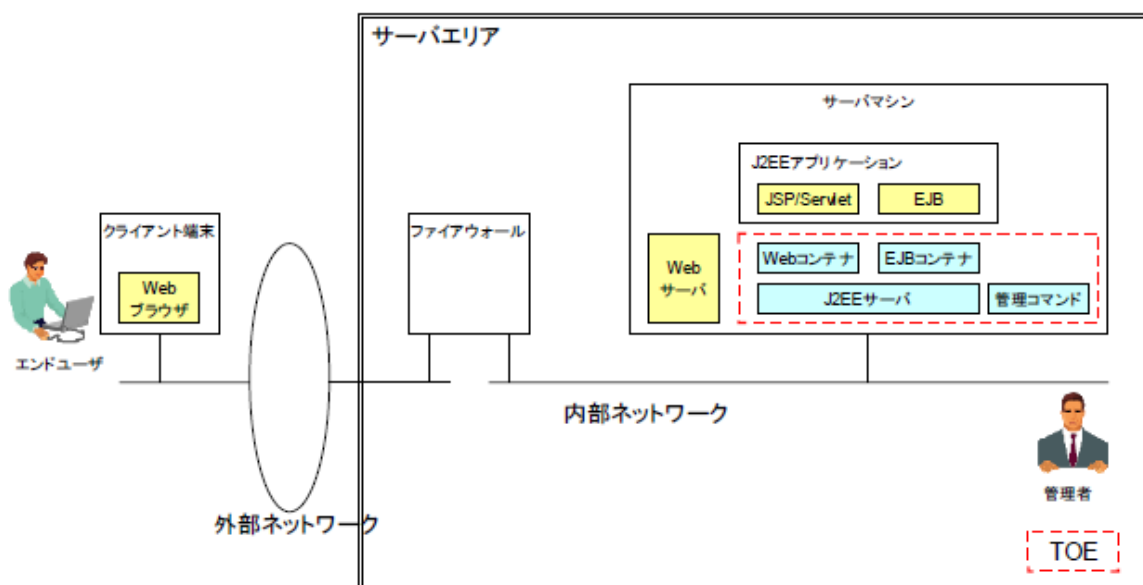 サーバエリア
サーバマシン
J2EEアプリケーション
JSP/Servlet
EJB
クライアント端末
ファイアウォール
Web
ブラウザ
Web
サーバ
Webコンテナ
EJBコンテナ
J2EEサーバ
管理コマンド
エンドユーザ
内部ネットワーク
管理者
外部ネットワーク
TOE